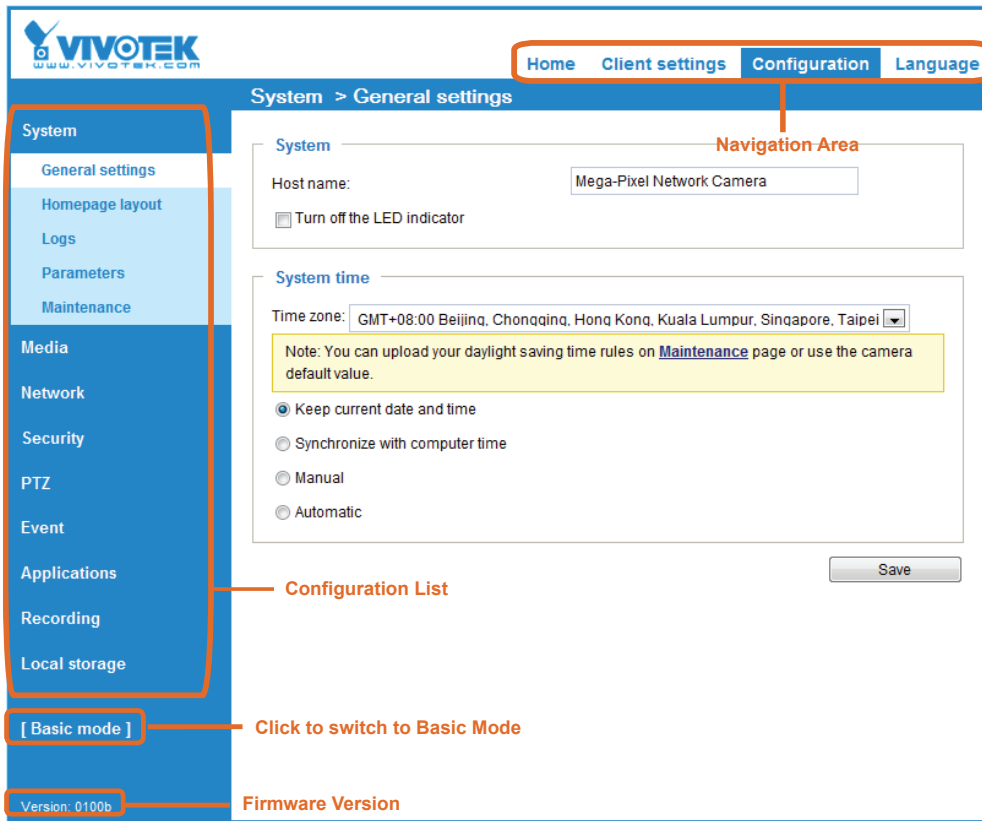 VIVOTEK
WWW.VIVOTEK.COM
Home Client settings Configuration Language
System > General settings
Navigation Area
System
General settings
Homepage layout
Logs
Parameters
Maintenance
Media
Network
Security
PTZ
Event
Applications
Recording
Local storage
[ Basic mode ]
Version: 0100b
System
Host name: Mega-Pixel Network Camera
Turn off the LED indicator
System time
Time zone: GMT+08:00 Beijing, Chongqing, Hong Kong, Kuala Lumpur, Singapore, Taipei
Note: You can upload your daylight saving time rules on Maintenance page or use the camera
default value.
Keep current date and time
Synchronize with computer time
Manual
Automatic
Save
Configuration List
Click to switch to Basic Mode
Firmware Version